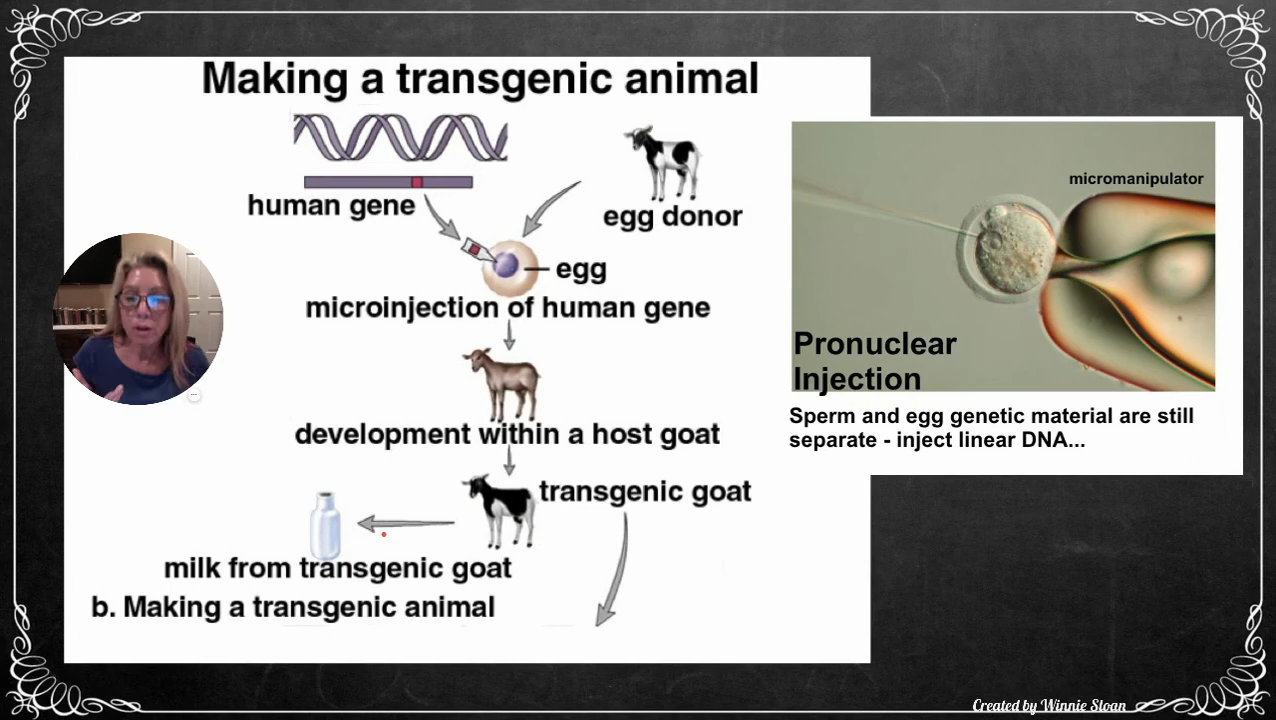 Making a transgenic animal
human gene
egg donor
egg
microinjection of human gene
development within a host goat
transgenic goat
milk from transgenic goat
b. Making a transgenic animal
micromanipulator
Pronuclear
Injection
Sperm and egg genetic material are still
separate - inject linear DNA...
Created by Winnie Sloan